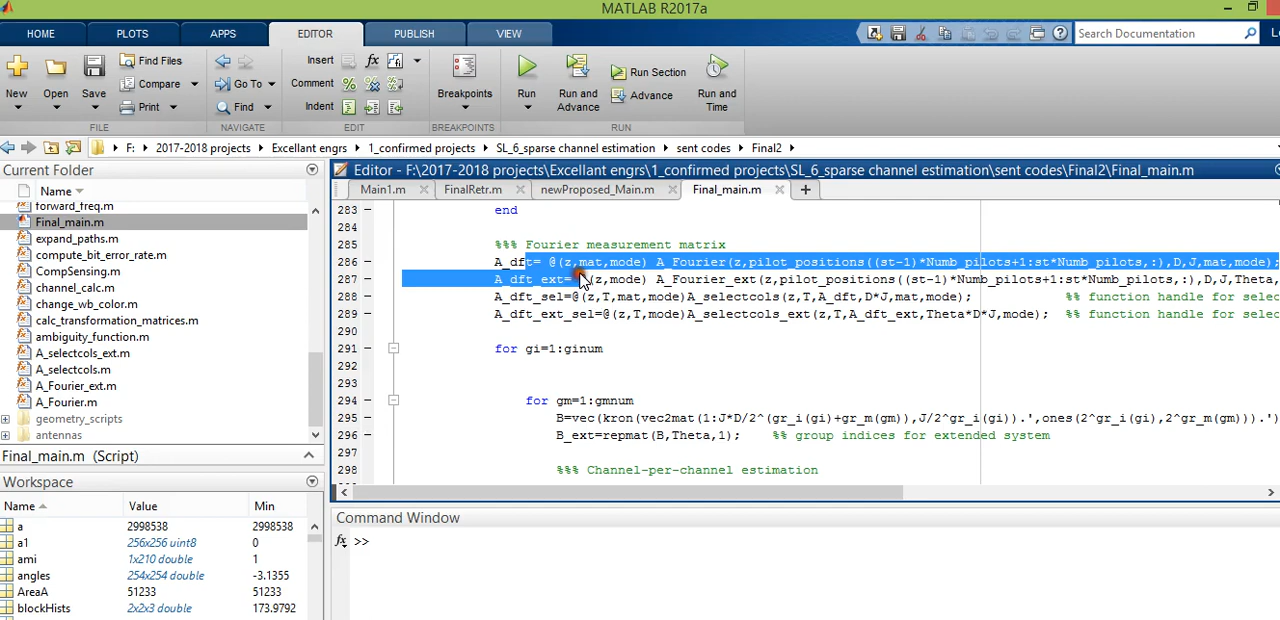 MATLAB R2017a
HOME PLOTS APPS EDITOR PUBLISH VIEW
Search Documentation
New Open Save
Find Files
Compare
Print
FILE
Go To
Find
NAVIGATE
Insert fx
Comment
Indent
EDIT
Breakpoints
BREAKPOINTS
Run
Run and Advance
Run Section
Advance
Run and Time
RUN
F: 2017-2018 projects Excellant engrs 1_confirmed projects SL_6_sparse channel estimation sent codes Final2
Current Folder
Name
forward_freq.m
Final_main.m
expand_paths.m
compute_bit_error_rate.m
CompSensing.m
channel_calc.m
change_wb_color.m
calc_transformation_matrices.m
ambiguity_function.m
A_selectcols_ext.m
A_selectcols.m
A_Fourier_ext.m
A_Fourier.m
geometry_scripts
antennas
Final_main.m (Script)
Workspace
Name Value Min
a 2998538 2998538
a1 256x256 uint8 0
ami 1x210 double 1
angles 254x254 double -3.1355
AreaA 51233 51233
blockHists 2x2x3 double 173.9792
Editor - F:\2017-2018 projects\Excellant engrs\1_confirmed projects\SL_6_sparse channel estimation\sent codes\Final2\Final_main.m
Main1.m FinalRetr.m newProposed_Main.m Final_main.m
283 end
284
285 %%% Fourier measurement matrix
286 A_dft= @(z,mat,mode) A_Fourier(z,pilot_positions((st-1)*Numb_pilots+1:st*Numb_pilots,:),D,J,mat,mode);
287 A_dft_ext= (z,mode) A_Fourier_ext(z,pilot_positions((st-1)*Numb_pilots+1:st*Numb_pilots,:),D,J,Theta,
288 A_dft_sel=@(z,T,mat,mode)A_selectcols(z,T,A_dft,D*J,mat,mode); %% function handle for selec
289 A_dft_ext_sel=@(z,T,mode)A_selectcols_ext(z,T,A_dft_ext,Theta*D*J,mode); %% function handle for selec
290
291 for gi=1:ginum
292
293
294 for gm=1:gmnum
295 B=vec(kron(vec2mat(1:J*D/2^(gr_i(gi)+gr_m(gm)),J/2^gr_i(gi)).',ones(2^gr_i(gi),2^gr_m(gm))).')
296 B_ext=repmat(B,Theta,1); %% group indices for extended system
297
298 %%% Channel-per-channel estimation
Command Window
fx >>